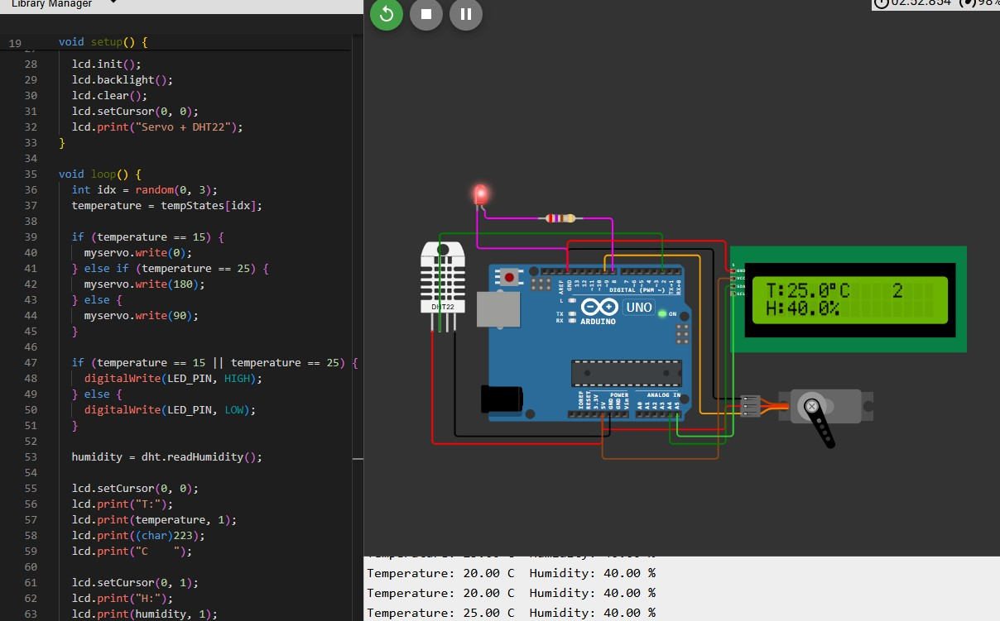 Library Manager
02:52.854 98%
19 void setup() {
28 lcd.init();
29 lcd.backlight();
30 lcd.clear();
31 lcd.setCursor(0, 0);
32 lcd.print("Servo + DHT22");
33 }
34
35 void loop() {
36 int idx = random(0, 3);
37 temperature = tempStates[idx];
38
39 if (temperature == 15) {
40 myservo.write(0);
41 } else if (temperature == 25) {
42 myservo.write(180);
43 } else {
44 myservo.write(90);
45 }
46
47 if (temperature == 15 || temperature == 25) {
48 digitalWrite(LED_PIN, HIGH);
49 } else {
50 digitalWrite(LED_PIN, LOW);
51 }
52
53 humidity = dht.readHumidity();
54
55 lcd.setCursor(0, 0);
56 lcd.print("T:");
57 lcd.print(temperature, 1);
58 lcd.print((char)223);
59 lcd.print("C    ");
60
61 lcd.setCursor(0, 1);
62 lcd.print("H:");
63 lcd.print(humidity, 1);
DHT22
AREF GND 13 12 ~11 ~10 ~9 8 7 ~6 ~5 4 ~3 2 TX→1 RX←0
DIGITAL (PWM ~)
L
TX
RX
UNO
ON
ARDUINO
IOREF RESET 3.3V 5V GND GND Vin A0 A1 A2 A3 A4 A5
POWER ANALOG IN
1
GND
VCC
SDA
SCL
T:25.0°C 2
H:40.0%
Temperature: 20.00 C  Humidity: 40.00 %
Temperature: 20.00 C  Humidity: 40.00 %
Temperature: 25.00 C  Humidity: 40.00 %